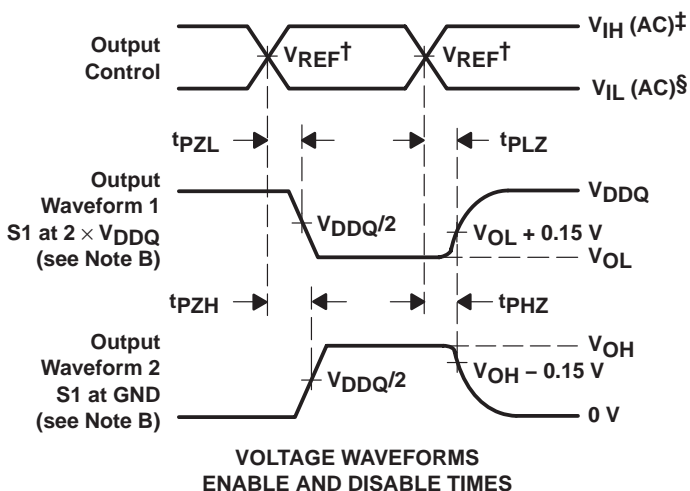 Output
Control
VREF†
VREF†
VIH (AC)‡
VIL (AC)§
tPZL
tPLZ
Output
Waveform 1
S1 at 2 × VDDQ
(see Note B)
VDDQ/2
VDDQ
VOL + 0.15 V
VOL
tPZH
tPHZ
Output
Waveform 2
S1 at GND
(see Note B)
VDDQ/2
VOH
VOH − 0.15 V
0 V
VOLTAGE WAVEFORMS
ENABLE AND DISABLE TIMES